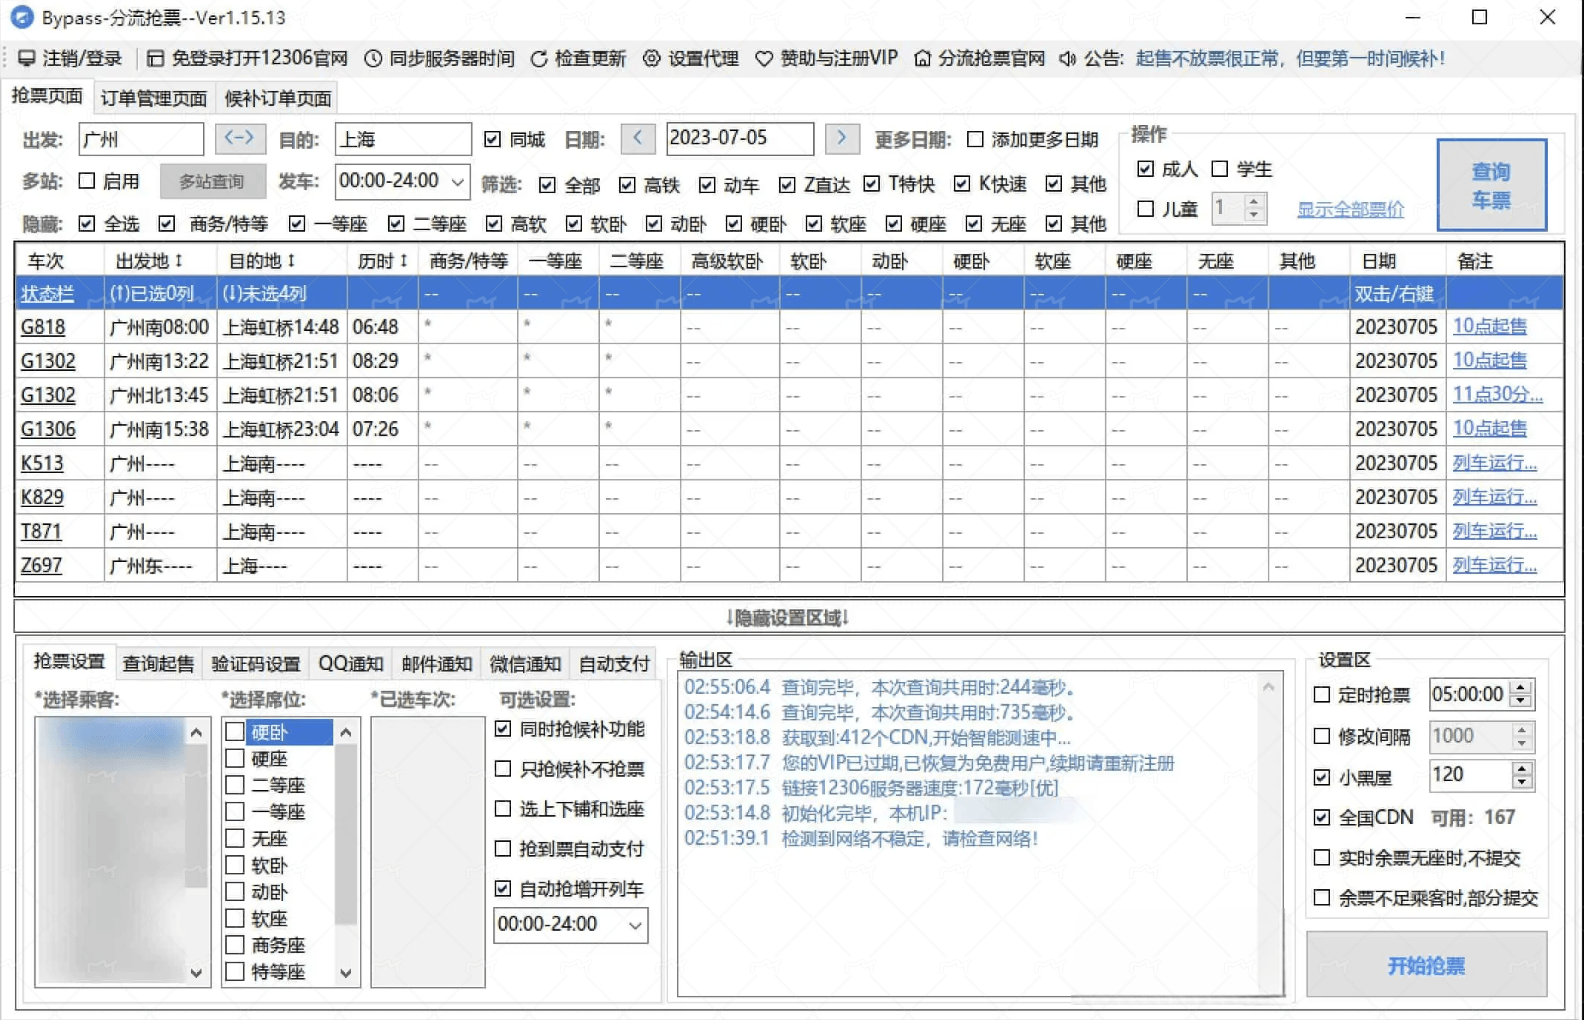 Bypass-分流抢票--Ver1.15.13
注销/登录 免登录打开12306官网 同步服务器时间 检查更新 设置代理 赞助与注册VIP 分流抢票官网 公告: 起售不放票很正常，但要第一时间候补！
抢票页面 订单管理页面 候补订单页面
出发: 广州 <-> 目的: 上海 同城 日期: < 2023-07-05 > 更多日期: 添加更多日期 操作
多站: 启用 多站查询 发车: 00:00-24:00 筛选: 全部 高铁 动车 Z直达 T特快 K快速 其他 成人 学生 查询车票
隐藏: 全选 商务/特等 一等座 二等座 高软 软卧 动卧 硬卧 软座 硬座 无座 其他 儿童 1 显示全部票价
车次 出发地↕ 目的地↕ 历时↕ 商务/特等 一等座 二等座 高级软卧 软卧 动卧 硬卧 软座 硬座 无座 其他 日期 备注
状态栏 (↑)已选0列 (↓)未选4列 -- -- -- -- -- -- -- -- -- -- 双击/右键
G818 广州南08:00 上海虹桥14:48 06:48 * * * -- -- -- -- -- -- -- -- 20230705 10点起售
G1302 广州南13:22 上海虹桥21:51 08:29 * * * -- -- -- -- -- -- -- -- 20230705 10点起售
G1302 广州北13:45 上海虹桥21:51 08:06 * * * -- -- -- -- -- -- -- -- 20230705 11点30分...
G1306 广州南15:38 上海虹桥23:04 07:26 * * * -- -- -- -- -- -- -- -- 20230705 10点起售
K513 广州---- 上海南---- ---- -- -- -- -- -- -- -- -- -- -- -- 20230705 列车运行...
K829 广州---- 上海南---- ---- -- -- -- -- -- -- -- -- -- -- -- 20230705 列车运行...
T871 广州---- 上海南---- ---- -- -- -- -- -- -- -- -- -- -- -- 20230705 列车运行...
Z697 广州东---- 上海---- ---- -- -- -- -- -- -- -- -- -- -- -- 20230705 列车运行...
↓隐藏设置区域↓
抢票设置 查询起售 验证码设置 QQ通知 邮件通知 微信通知 自动支付
*选择乘客: *选择席位: *已选车次: 可选设置:
硬卧
硬座
二等座
一等座
无座
软卧
动卧
软座
商务座
特等座
同时抢候补功能
只抢候补不抢票
选上下铺和选座
抢到票自动支付
自动抢增开列车
00:00-24:00
输出区
02:55:06.4 查询完毕，本次查询共用时:244毫秒。
02:54:14.6 查询完毕，本次查询共用时:735毫秒。
02:53:18.8 获取到:412个CDN,开始智能测速中...
02:53:17.7 您的VIP已过期,已恢复为免费用户,续期请重新注册
02:53:17.5 链接12306服务器速度:172毫秒[优]
02:53:14.8 初始化完毕，本机IP:
02:51:39.1 检测到网络不稳定，请检查网络！
设置区
定时抢票 05:00:00
修改间隔 1000
小黑屋 120
全国CDN 可用: 167
实时余票无座时,不提交
余票不足乘客时,部分提交
开始抢票